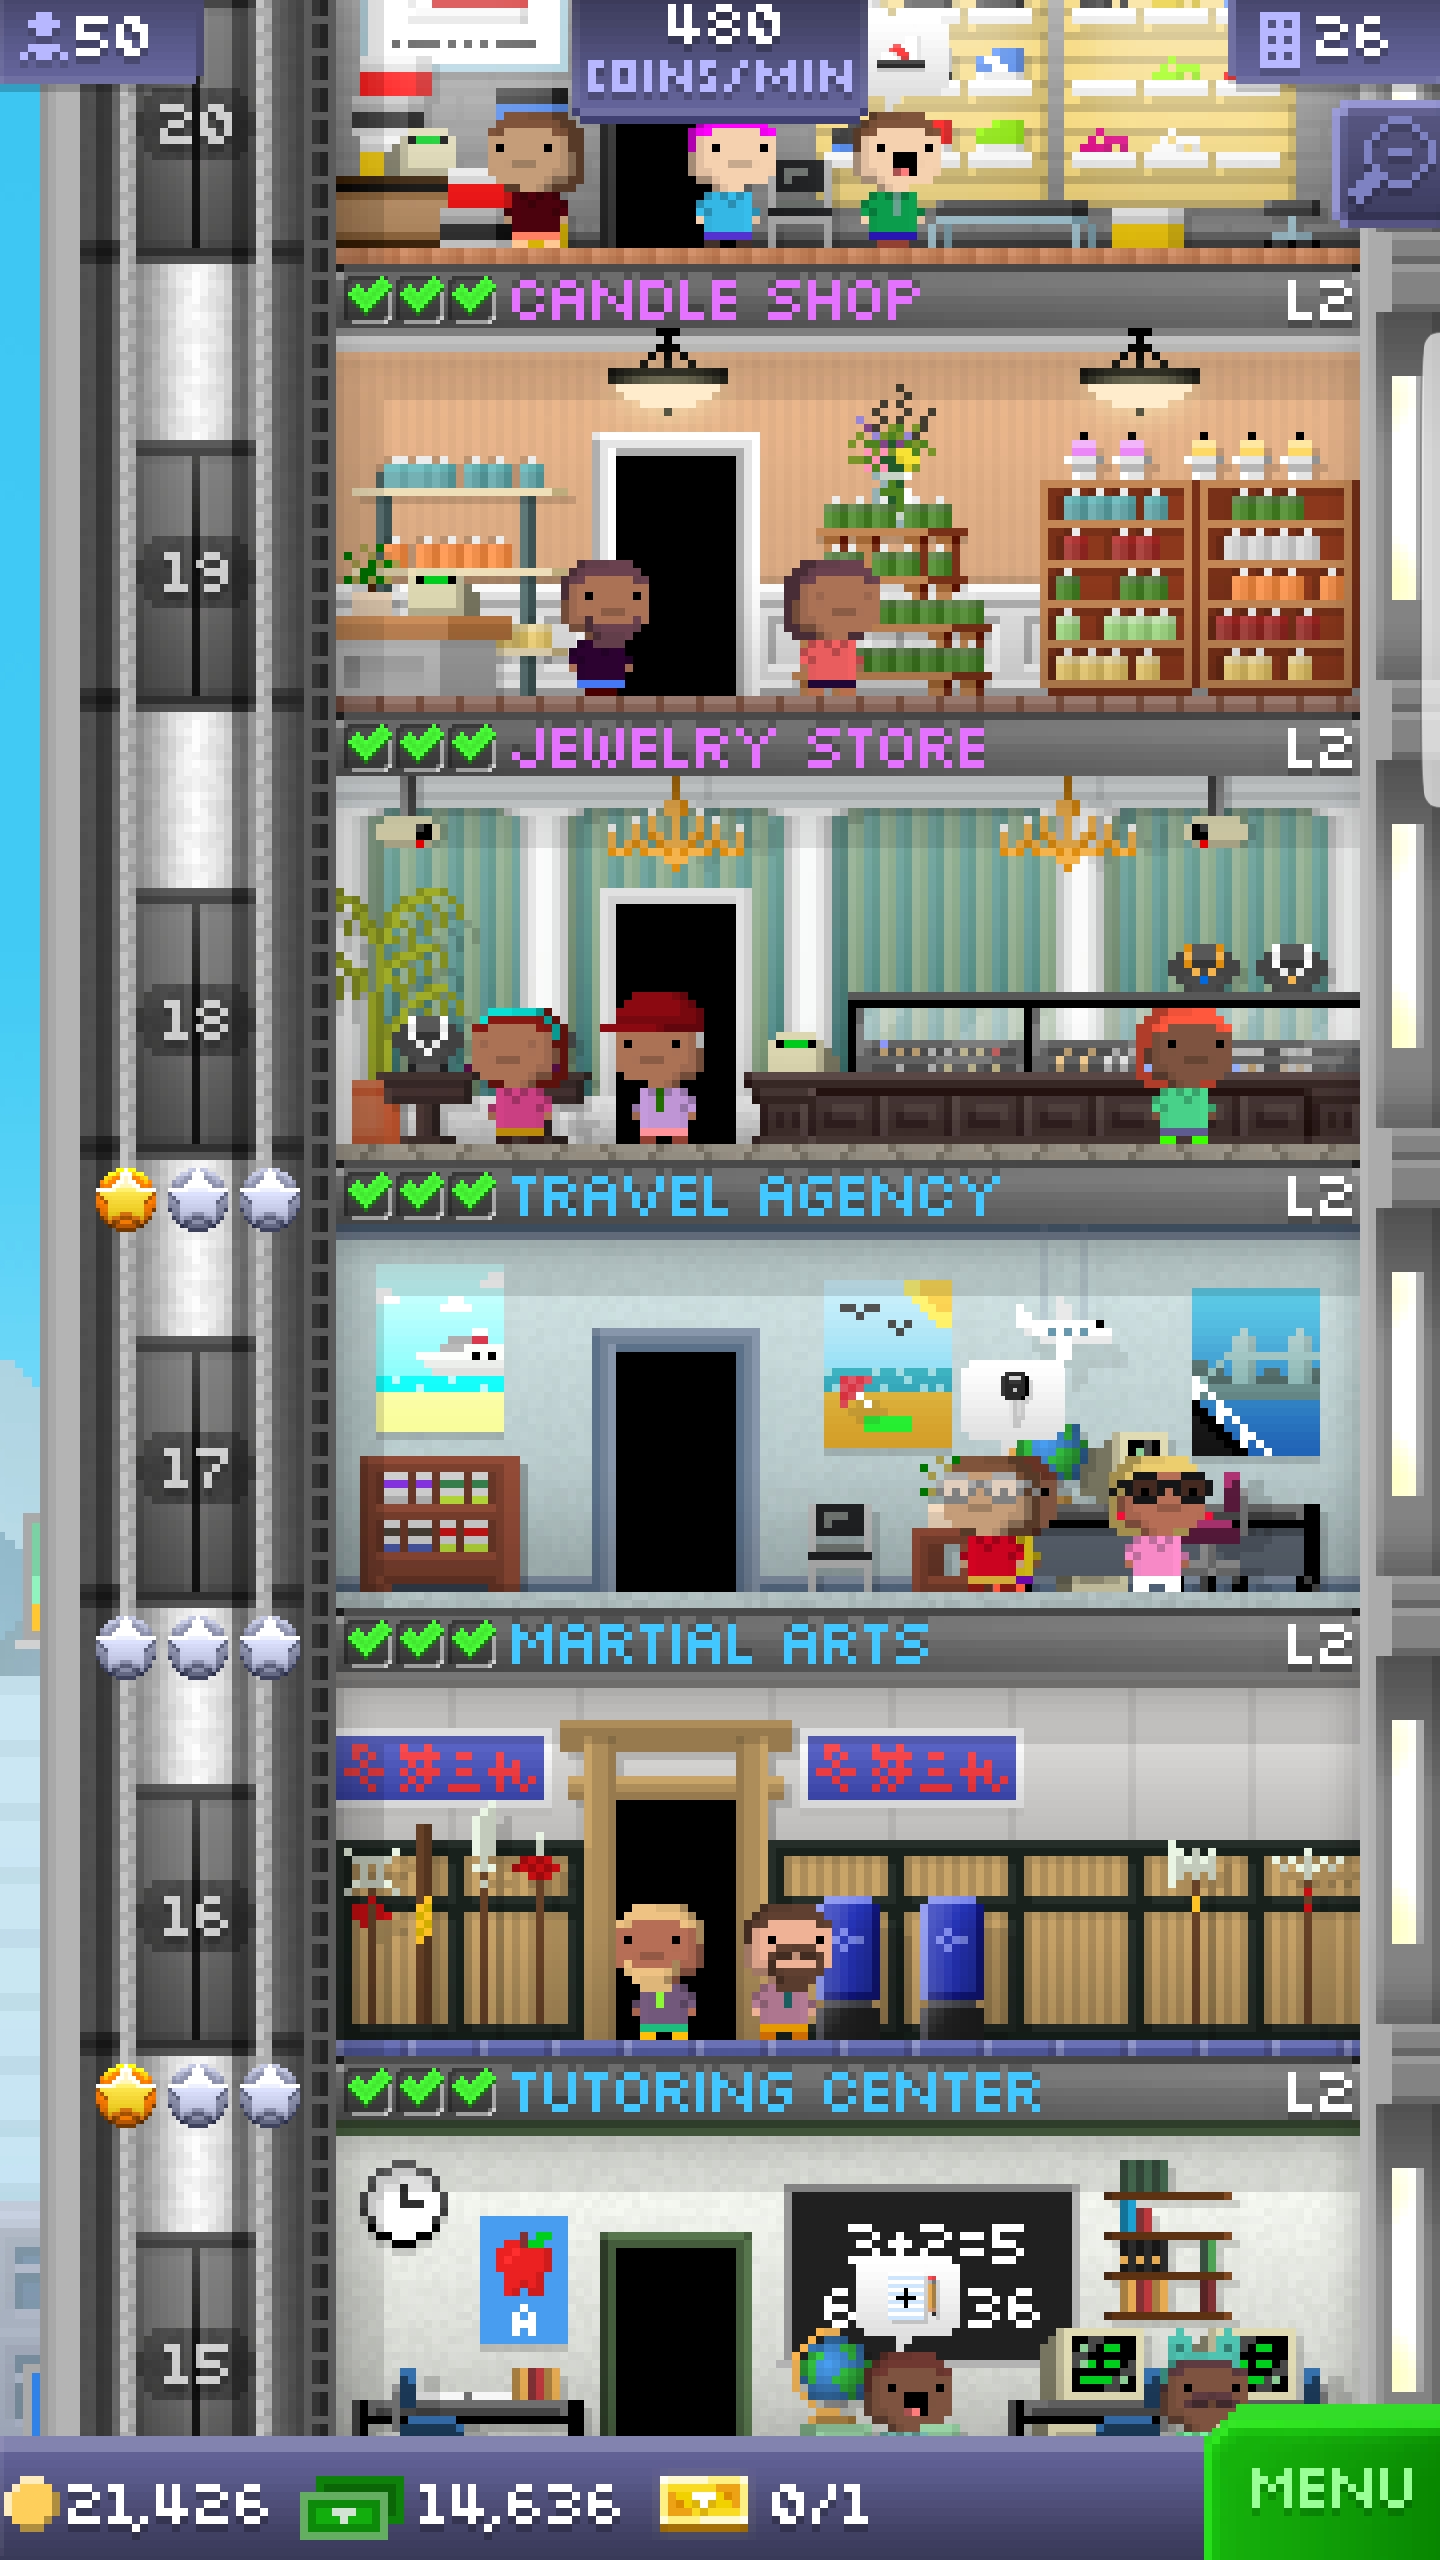 50
480
COINS/MIN
26
20
CANDLE SHOP L2
19
JEWELRY STORE L2
18
TRAVEL AGENCY L2
17
MARTIAL ARTS L2
16
TUTORING CENTER L2
3+2=5
6 36
A
15
21,426 14,636 0/1
MENU